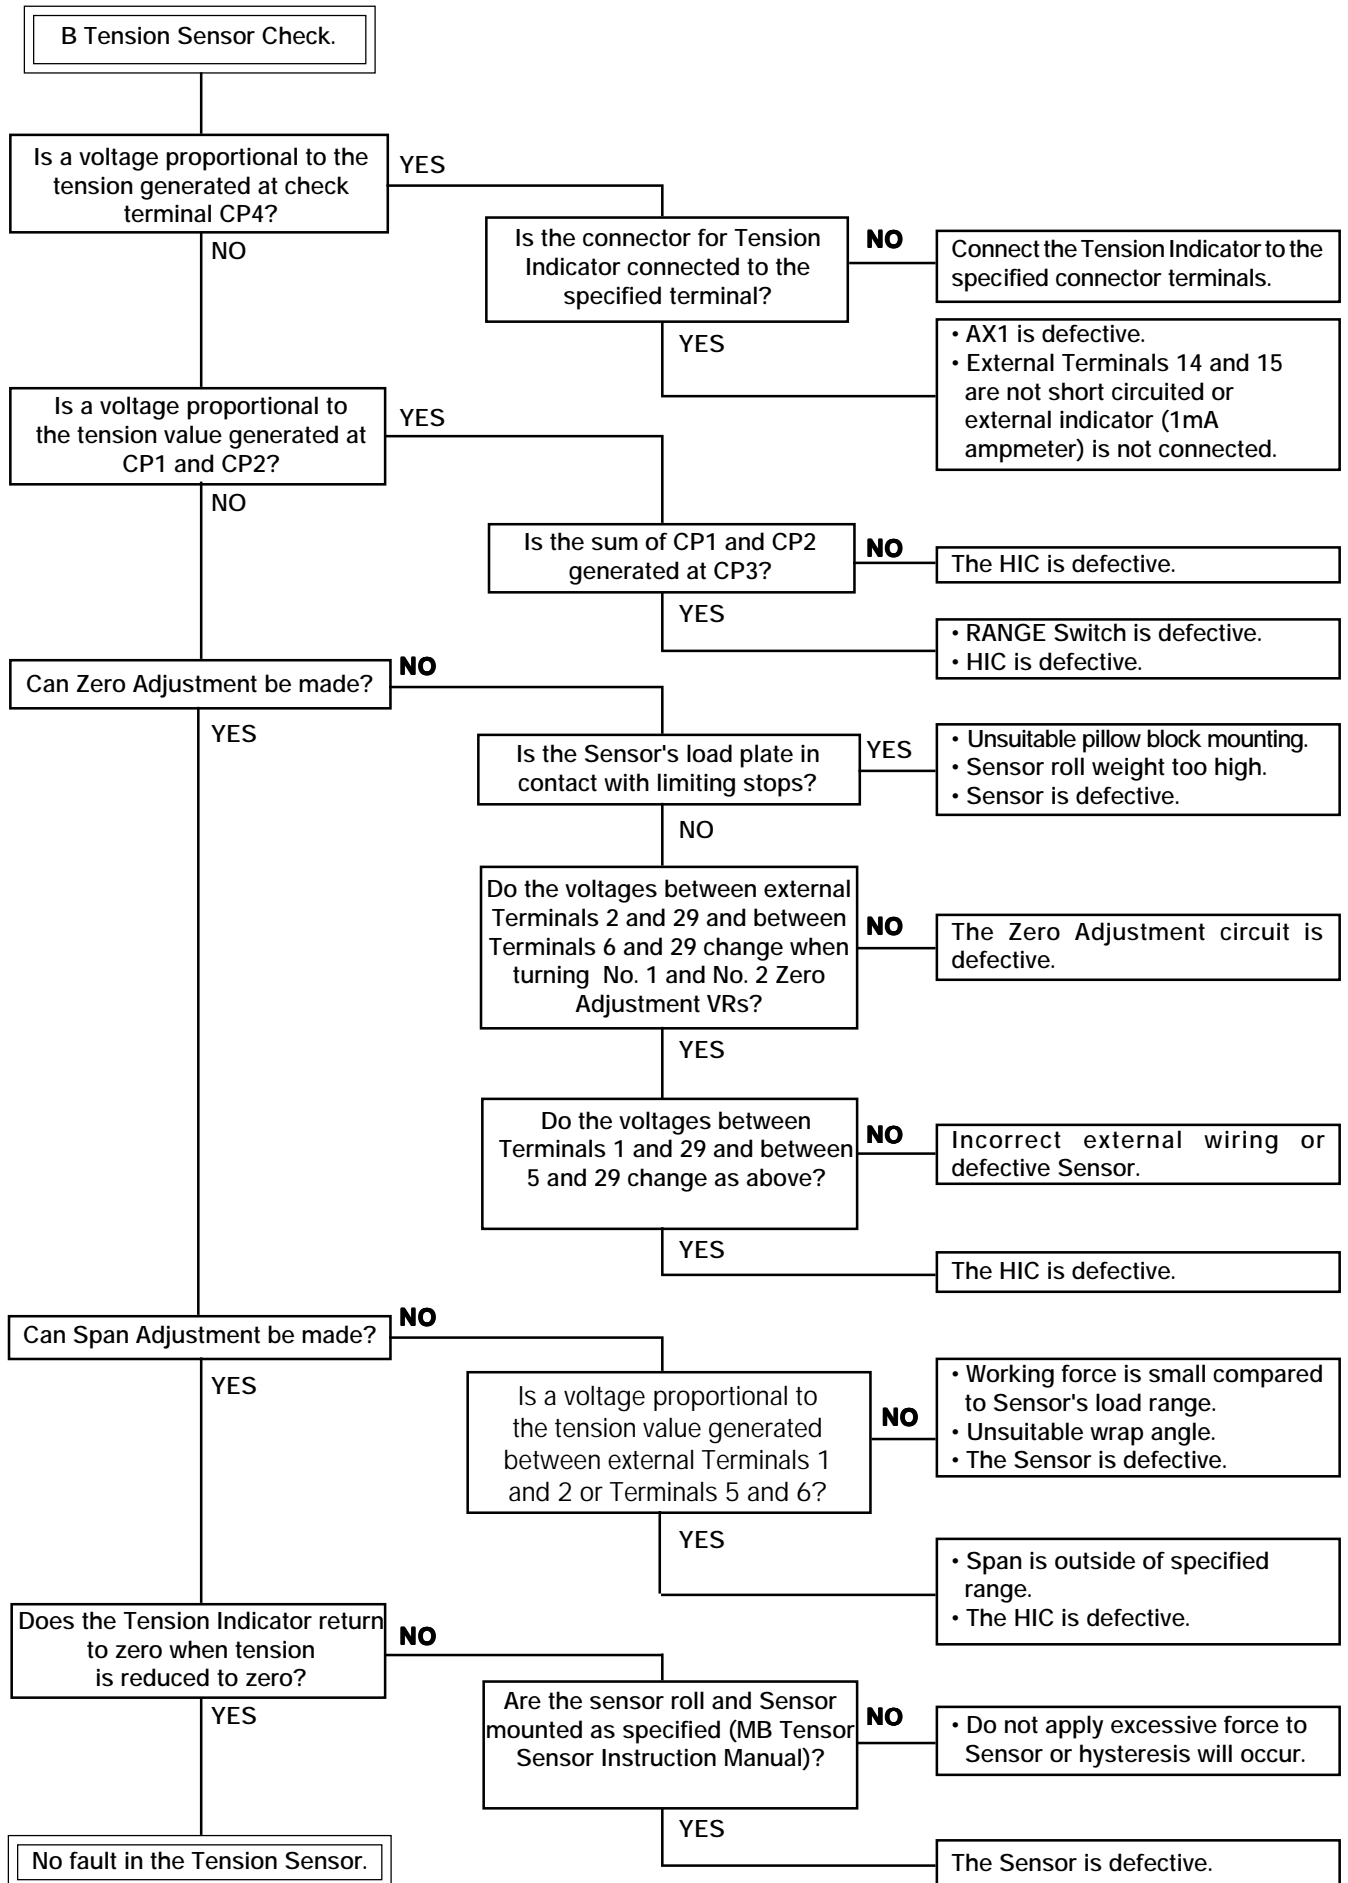 B Tension Sensor Check.
Is a voltage proportional to the
tension generated at check
terminal CP4?
YES
NO
Is the connector for Tension
Indicator connected to the
specified terminal?
NO
Connect the Tension Indicator to the
specified connector terminals.
YES
• AX1 is defective.
• External Terminals 14 and 15
are not short circuited or
external indicator (1mA
ampmeter) is not connected.
Is a voltage proportional to
the tension value generated at
CP1 and CP2?
YES
NO
Is the sum of CP1 and CP2
generated at CP3?
NO
The HIC is defective.
YES
• RANGE Switch is defective.
• HIC is defective.
Can Zero Adjustment be made?
NO
YES
Is the Sensor's load plate in
contact with limiting stops?
YES
• Unsuitable pillow block mounting.
• Sensor roll weight too high.
• Sensor is defective.
NO
Do the voltages between external
Terminals 2 and 29 and between
Terminals 6 and 29 change when
turning No. 1 and No. 2 Zero
Adjustment VRs?
NO
The Zero Adjustment circuit is
defective.
YES
Do the voltages between
Terminals 1 and 29 and between
5 and 29 change as above?
NO
Incorrect external wiring or
defective Sensor.
YES
The HIC is defective.
Can Span Adjustment be made?
NO
YES
Is a voltage proportional to
the tension value generated
between external Terminals 1
and 2 or Terminals 5 and 6?
NO
• Working force is small compared
to Sensor's load range.
• Unsuitable wrap angle.
• The Sensor is defective.
YES
• Span is outside of specified
range.
• The HIC is defective.
Does the Tension Indicator return
to zero when tension
is reduced to zero?
NO
YES
Are the sensor roll and Sensor
mounted as specified (MB Tensor
Sensor Instruction Manual)?
NO
• Do not apply excessive force to
Sensor or hysteresis will occur.
YES
The Sensor is defective.
No fault in the Tension Sensor.